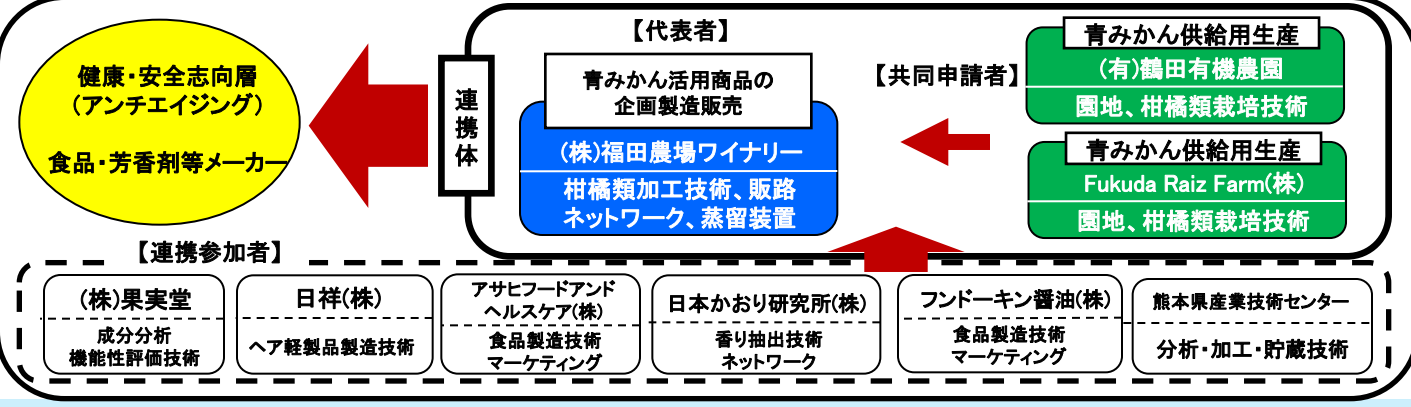 健康・安全志向層
(アンチエイジング)
食品・芳香剤等メーカー
連携体
【代表者】
青みかん活用商品の
企画製造販売
(株)福田農場ワイナリー
柑橘類加工技術、販路
ネットワーク、蒸留装置
【共同申請者】
青みかん供給用生産
(有)鶴田有機農園
園地、柑橘類栽培技術
青みかん供給用生産
Fukuda Raiz Farm(株)
園地、柑橘類栽培技術
【連携参加者】
(株)果実堂
成分分析
機能性評価技術
日祥(株)
ヘア軽製品製造技術
アサヒフードアンド
ヘルスケア(株)
食品製造技術
マーケティング
日本かおり研究所(株)
香り抽出技術
ネットワーク
フンドーキン醤油(株)
食品製造技術
マーケティング
熊本県産業技術センター
分析・加工・貯蔵技術